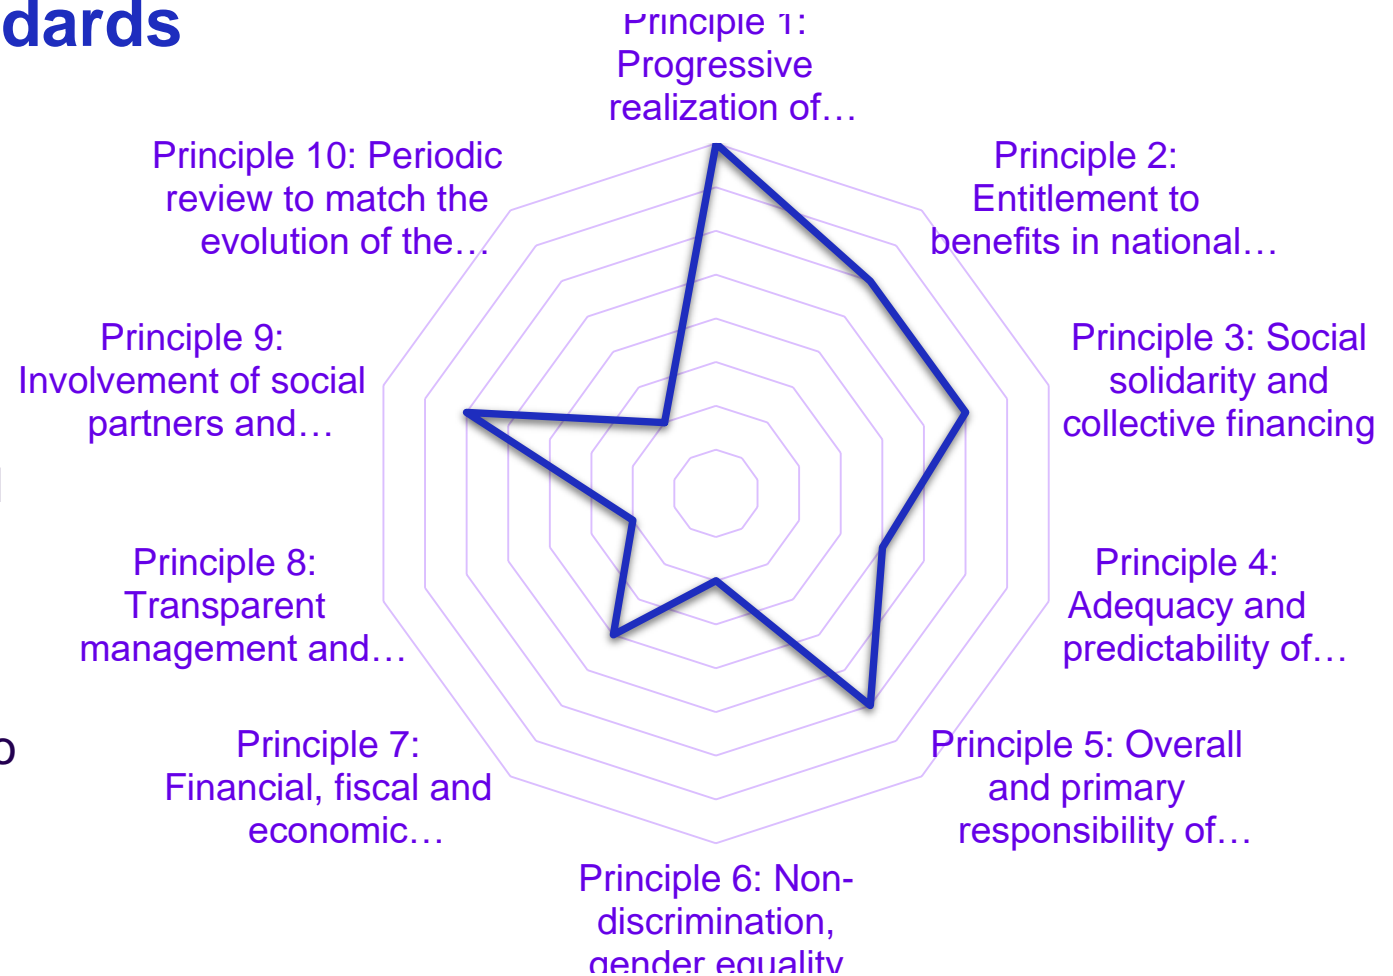 dards
Principle 1:
Progressive
realization of…
Principle 2:
Entitlement to
benefits in national…
Principle 3: Social
solidarity and
collective financing
Principle 4:
Adequacy and
predictability of…
Principle 5: Overall
and primary
responsibility of…
Principle 6: Non-
discrimination,
gender equality
Principle 7:
Financial, fiscal and
economic…
Principle 8:
Transparent
management and…
Principle 9:
Involvement of social
partners and…
Principle 10: Periodic
review to match the
evolution of the…